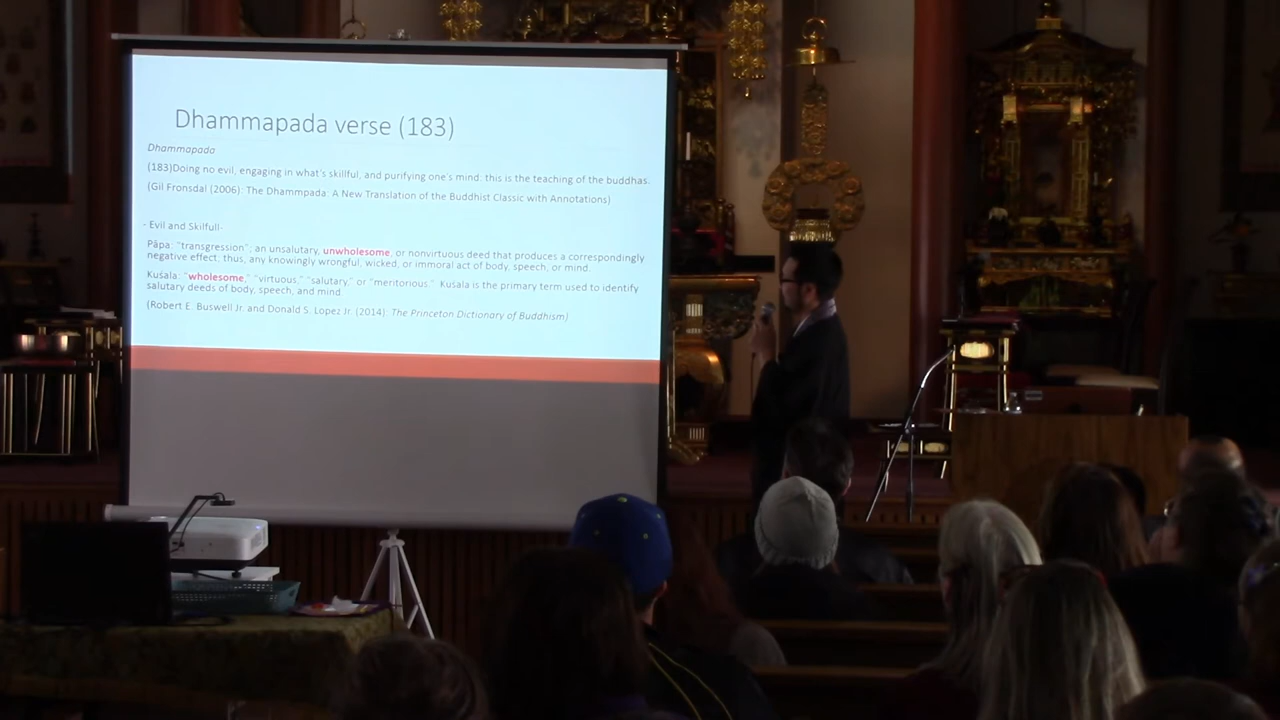 Dhammapada verse (183)
Dhammapada
(183)Doing no evil, engaging in what's skillful, and purifying one's mind: this is the teaching of the buddhas.
(Gil Fronsdal (2006): The Dhammpada: A New Translation of the Buddhist Classic with Annotations)
- Evil and Skilfull-
Pāpa: "transgression"; an unsalutary, unwholesome, or nonvirtuous deed that produces a correspondingly
negative effect; thus, any knowingly wrongful, wicked, or immoral act of body, speech, or mind.
Kuśala: "wholesome," "virtuous," "salutary," or "meritorious." Kuśala is the primary term used to identify
salutary deeds of body, speech, and mind
(Robert E. Buswell Jr. and Donald S. Lopez Jr. (2014): The Princeton Dictionary of Buddhism)